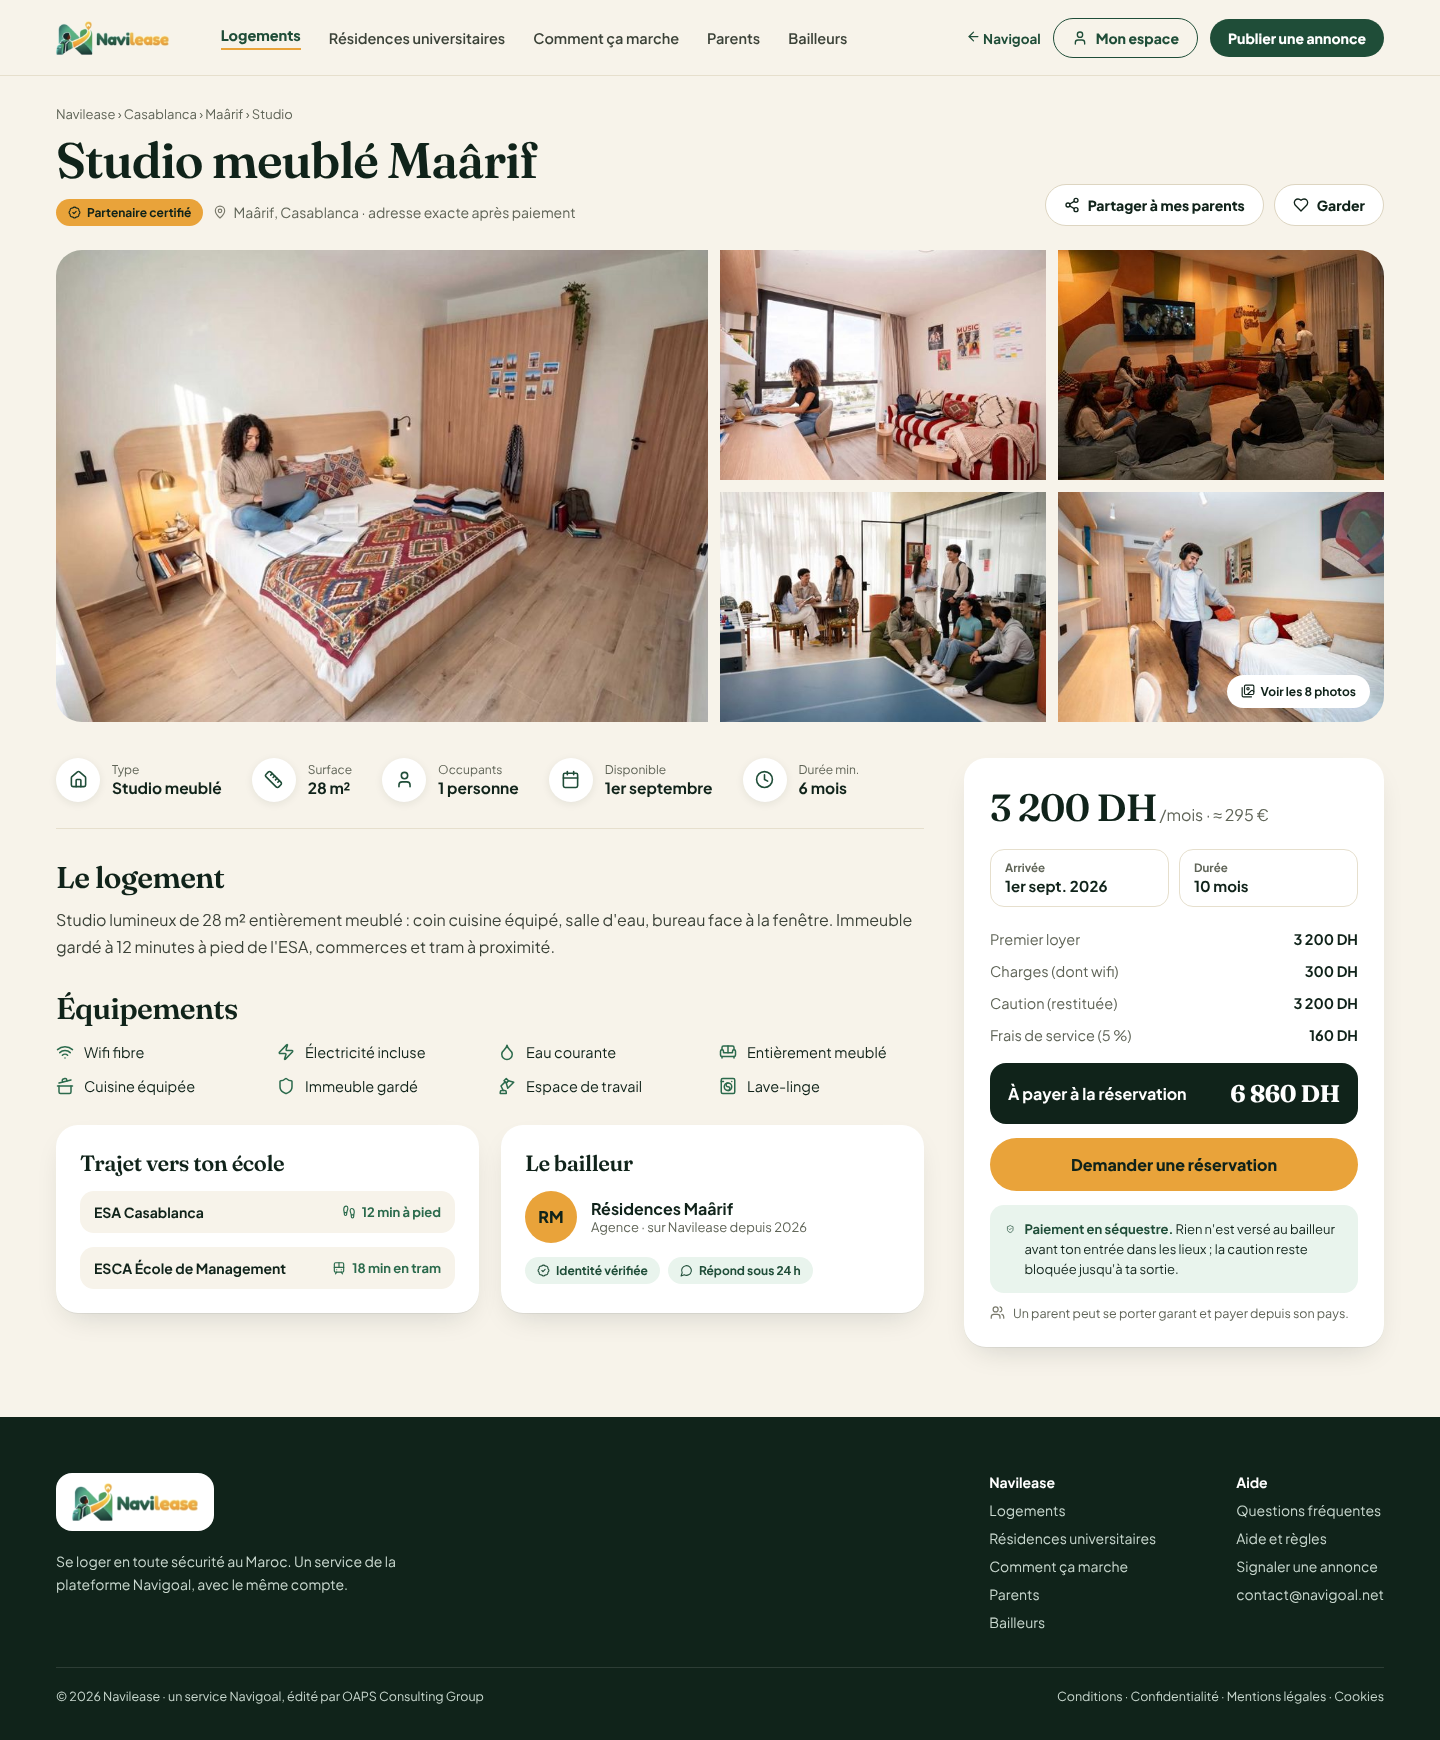 Navilease
Logements
Résidences universitaires
Comment ça marche
Parents
Bailleurs
Navigoal
Mon espace
Publier une annonce
Navilease › Casablanca › Maârif › Studio
Studio meublé Maârif
Partenaire certifié
Maârif, Casablanca · adresse exacte après paiement
Partager à mes parents
Garder
MUSIC
Voir les 8 photos
Type
Studio meublé
Surface
28 m²
Occupants
1 personne
Disponible
1er septembre
Durée min.
6 mois
Le logement
Studio lumineux de 28 m² entièrement meublé : coin cuisine équipé, salle d'eau, bureau face à la fenêtre. Immeuble
gardé à 12 minutes à pied de l'ESA, commerces et tram à proximité.
Équipements
Wifi fibre
Électricité incluse
Eau courante
Entièrement meublé
Cuisine équipée
Immeuble gardé
Espace de travail
Lave-linge
Trajet vers ton école
ESA Casablanca
12 min à pied
ESCA École de Management
18 min en tram
Le bailleur
RM
Résidences Maârif
Agence · sur Navilease depuis 2026
Identité vérifiée
Répond sous 24 h
3 200 DH /mois · ≈ 295 €
Arrivée
1er sept. 2026
Durée
10 mois
Premier loyer 3 200 DH
Charges (dont wifi) 300 DH
Caution (restituée) 3 200 DH
Frais de service (5 %) 160 DH
À payer à la réservation 6 860 DH
Demander une réservation
Paiement en séquestre. Rien n'est versé au bailleur
avant ton entrée dans les lieux ; la caution reste
bloquée jusqu'à ta sortie.
Un parent peut se porter garant et payer depuis son pays.
Navilease
Se loger en toute sécurité au Maroc. Un service de la
plateforme Navigoal, avec le même compte.
Navilease
Logements
Résidences universitaires
Comment ça marche
Parents
Bailleurs
Aide
Questions fréquentes
Aide et règles
Signaler une annonce
contact@navigoal.net
© 2026 Navilease · un service Navigoal, édité par OAPS Consulting Group
Conditions · Confidentialité · Mentions légales · Cookies